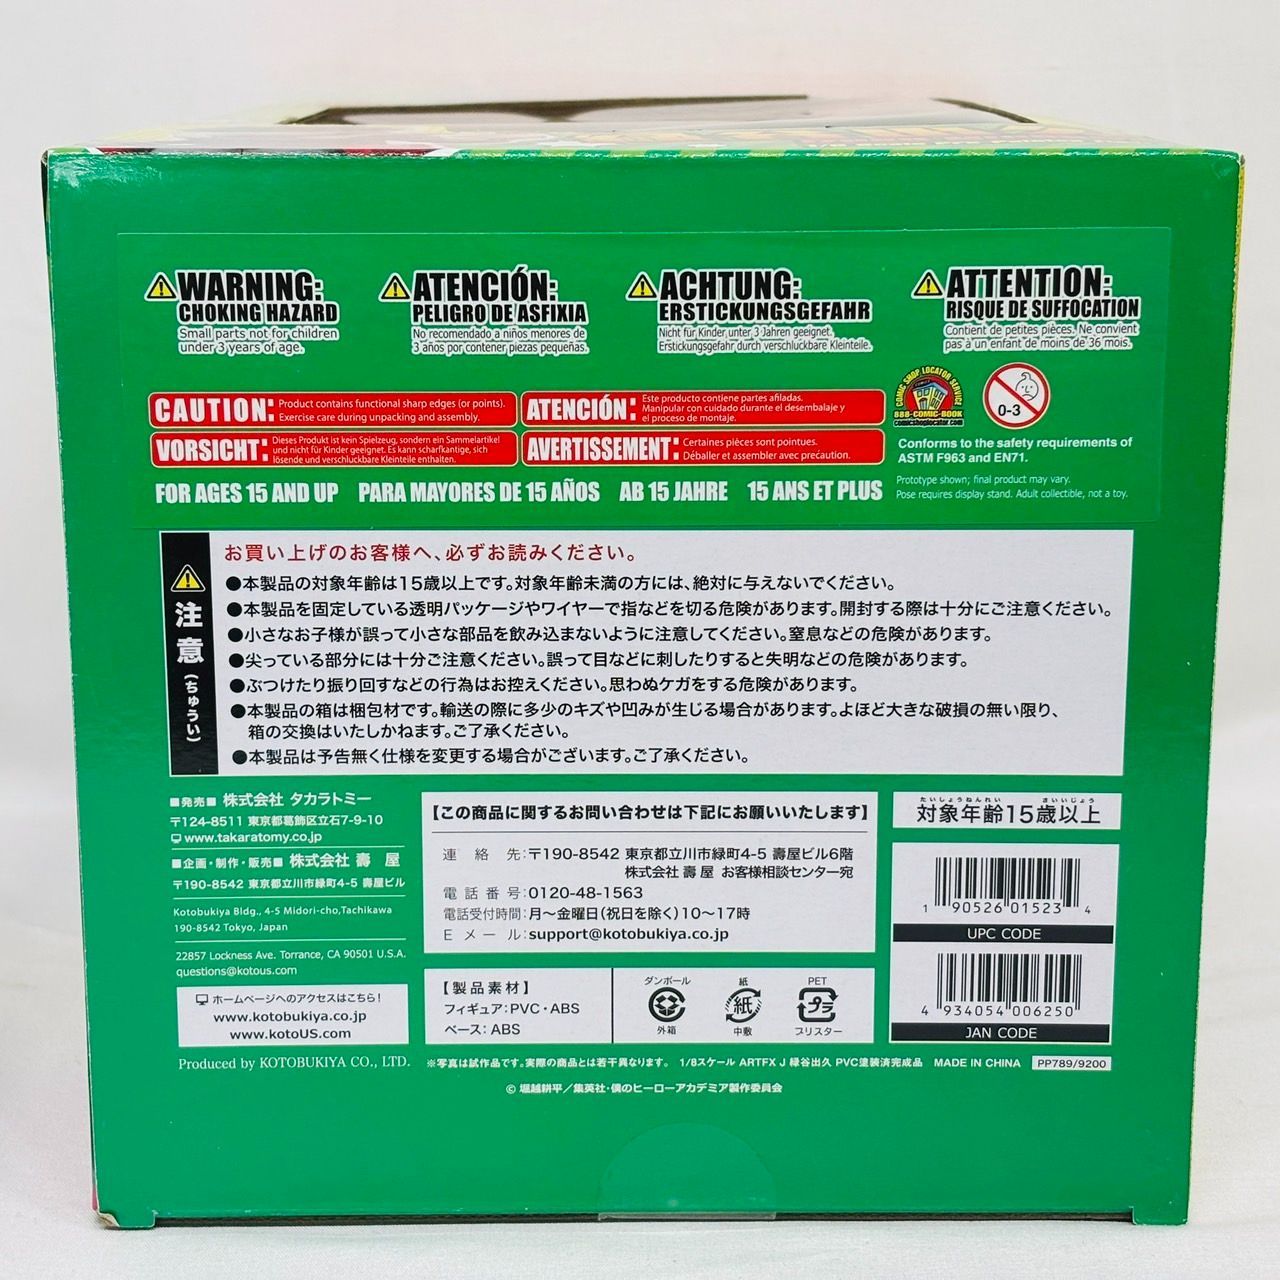 WARNING:
CHOKING HAZARD
Small parts not for children
under 3 years of age.
ATENCIÓN:
PELIGRO DE ASFIXIA
No recomendado a niños menores de
3 años por contener piezas pequeñas.
ACHTUNG:
ERSTICKUNGSGEFAHR
Nicht für Kinder unter 3 Jahren geeignet.
Erstickungsgefahr durch verschluckbare Kleinteile.
ATTENTION:
RISQUE DE SUFFOCATION
Contient de petites pièces. Ne convient
pas à un enfant de moins de 36 mois.
CAUTION: Product contains functional sharp edges (or points).
Exercise care during unpacking and assembly.
ATENCIÓN: Este producto contiene partes afiladas.
Manipular con cuidado durante el desembalaje y
el proceso de montaje.
VORSICHT: Dieses Produkt ist kein Spielzeug, sondern ein Sammelartikel
und nicht für Kinder geeignet. Es kann scharfkantige, sich
lösende und verschluckbare Kleinteile enthalten.
AVERTISSEMENT: Certaines pièces sont pointues.
Déballer et assembler avec précaution.
COMIC SHOP LOCATOR SERVICE
COMICS
888-COMIC-BOOK
comicshoplocator.com
0-3
Conforms to the safety requirements of
ASTM F963 and EN71.
FOR AGES 15 AND UP PARA MAYORES DE 15 AÑOS AB 15 JAHRE 15 ANS ET PLUS
Prototype shown; final product may vary.
Pose requires display stand. Adult collectible, not a toy.
注意(ちゅうい)
お買い上げのお客様へ、必ずお読みください。
●本製品の対象年齢は15歳以上です。対象年齢未満の方には、絶対に与えないでください。
●本製品を固定している透明パッケージやワイヤーで指などを切る危険があります。開封する際は十分にご注意ください。
●小さなお子様が誤って小さな部品を飲み込まないように注意してください。窒息などの危険があります。
●尖っている部分には十分ご注意ください。誤って目などに刺したりすると失明などの危険があります。
●ぶつけたり振り回すなどの行為はお控えください。思わぬケガをする危険があります。
●本製品の箱は梱包材です。輸送の際に多少のキズや凹みが生じる場合があります。よほど大きな破損の無い限り、
箱の交換はいたしかねます。ご了承ください。
●本製品は予告無く仕様を変更する場合がございます。ご了承ください。
■発売■ 株式会社 タカラトミー
〒124-8511 東京都葛飾区立石7-9-10
www.takaratomy.co.jp
■企画・制作・販売■ 株式会社 壽屋
〒190-8542 東京都立川市緑町4-5 壽屋ビル
Kotobukiya Bldg., 4-5 Midori-cho,Tachikawa
190-8542 Tokyo, Japan
22857 Lockness Ave. Torrance, CA 90501 U.S.A.
questions@kotous.com
ホームページへのアクセスはこちら!
www.kotobukiya.co.jp
www.kotoUS.com
Produced by KOTOBUKIYA CO., LTD.
【この商品に関するお問い合わせは下記にお願いいたします】
連絡先:〒190-8542 東京都立川市緑町4-5 壽屋ビル6階
株式会社 壽屋 お客様相談センター宛
電話番号:0120-48-1563
電話受付時間:月〜金曜日(祝日を除く)10〜17時
Eメール:support@kotobukiya.co.jp
【製品素材】
フィギュア:PVC・ABS
ベース:ABS
ダンボール
外箱
紙
紙
中敷
PET
プラ
ブリスター
たいしょうねんれい さいいじょう
対象年齢15歳以上
1 90526 01523 4
UPC CODE
4 934054 006250
JAN CODE
※写真は試作品です。実際の商品とは若干異なります。 1/8スケール ARTFX J 緑谷出久 PVC塗装済完成品 MADE IN CHINA PP789/9200
© 堀越耕平/集英社・僕のヒーローアカデミア製作委員会